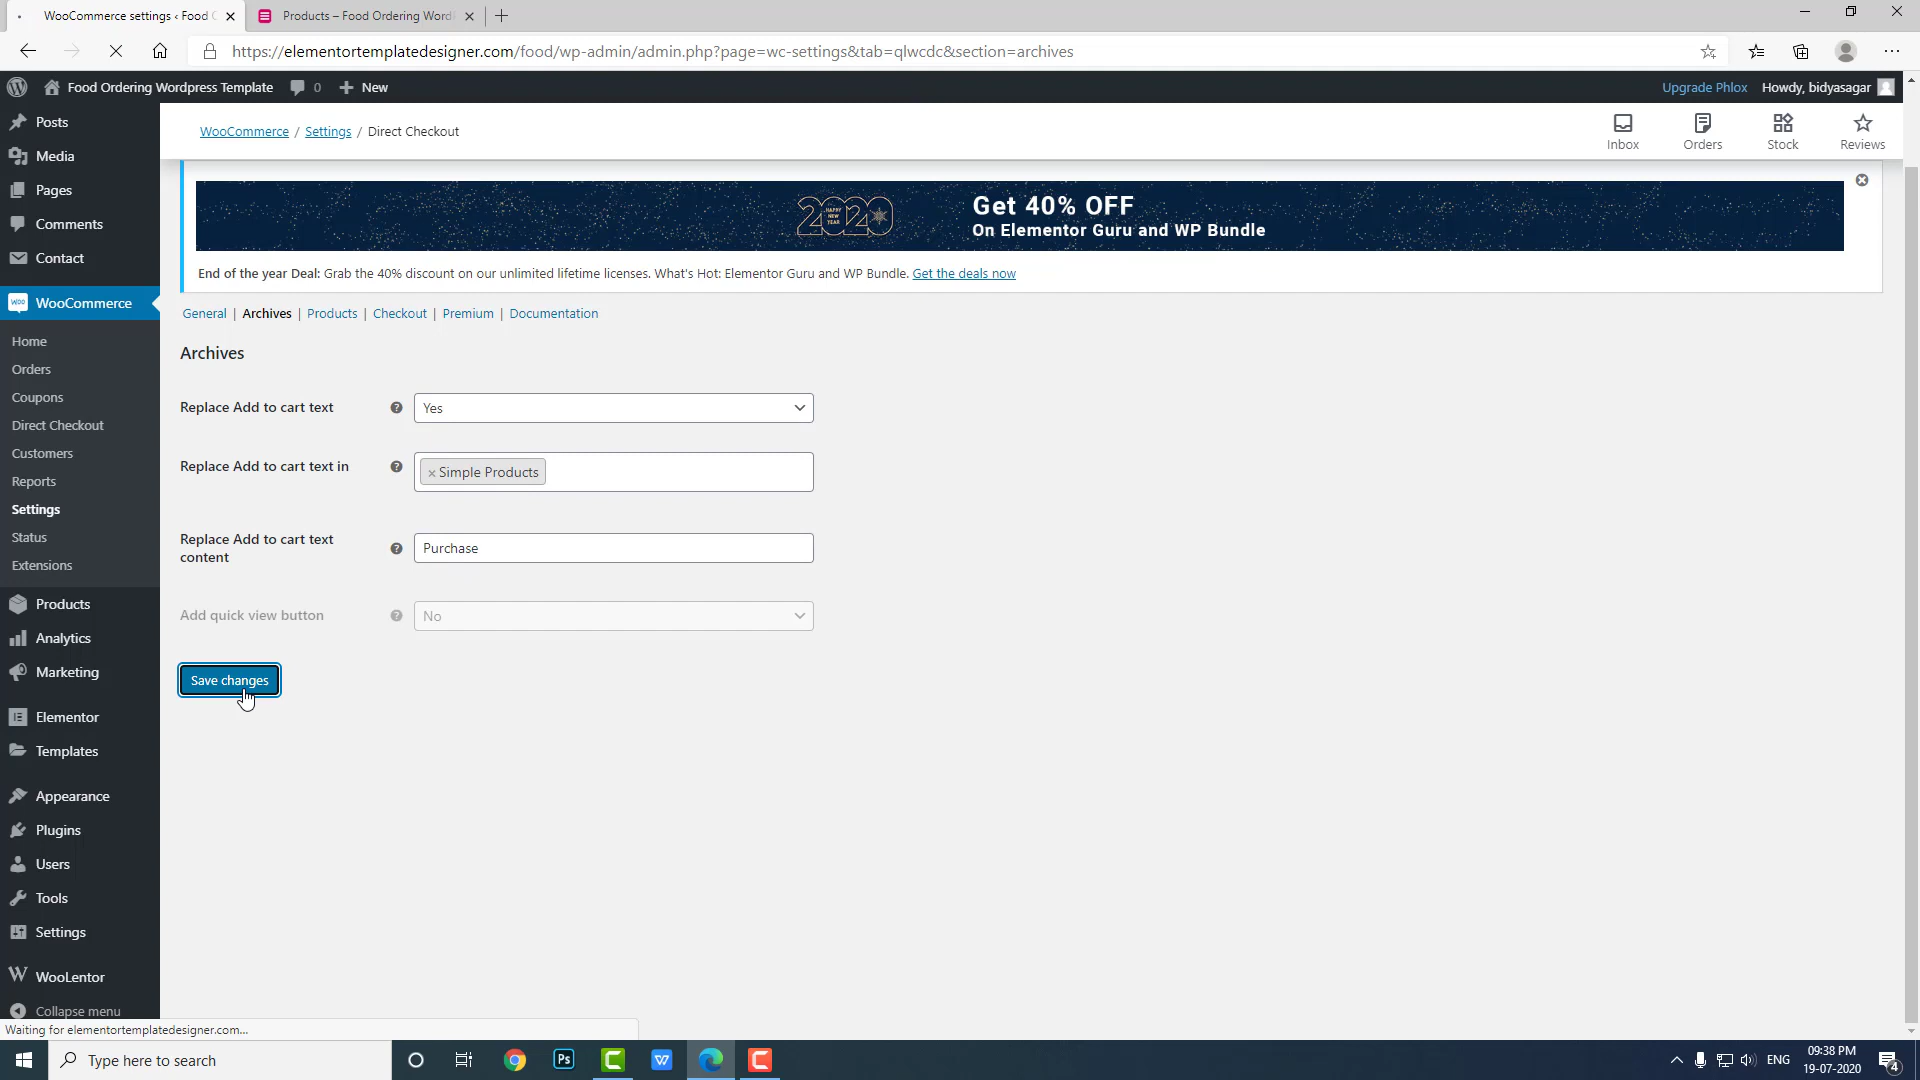 WooCommerce settings ‹ Food
Products – Food Ordering Word
https://elementortemplatedesigner.com/food/wp-admin/admin.php?page=wc-settings&tab=qlwcdc&section=archives
Food Ordering Wordpress Template
0
New
Upgrade Phlox
Howdy, bidyasagar
Posts
Media
Pages
Comments
Contact
WooCommerce
Home
Orders
Coupons
Direct Checkout
Customers
Reports
Settings
Status
Extensions
Products
Analytics
Marketing
Elementor
Templates
Appearance
Plugins
Users
Tools
Settings
WooLentor
Collapse menu
WooCommerce / Settings / Direct Checkout
Inbox
Orders
Stock
Reviews
HAPPY
NEW
YEAR
2020
Get 40% OFF
On Elementor Guru and WP Bundle
End of the year Deal: Grab the 40% discount on our unlimited lifetime licenses. What's Hot: Elementor Guru and WP Bundle. Get the deals now
General | Archives | Products | Checkout | Premium | Documentation
Archives
Replace Add to cart text
Yes
Replace Add to cart text in
× Simple Products
Replace Add to cart text
content
Purchase
Add quick view button
No
Save changes
Waiting for elementortemplatedesigner.com...
Type here to search
Ps
ENG
09:38 PM
19-07-2020
4